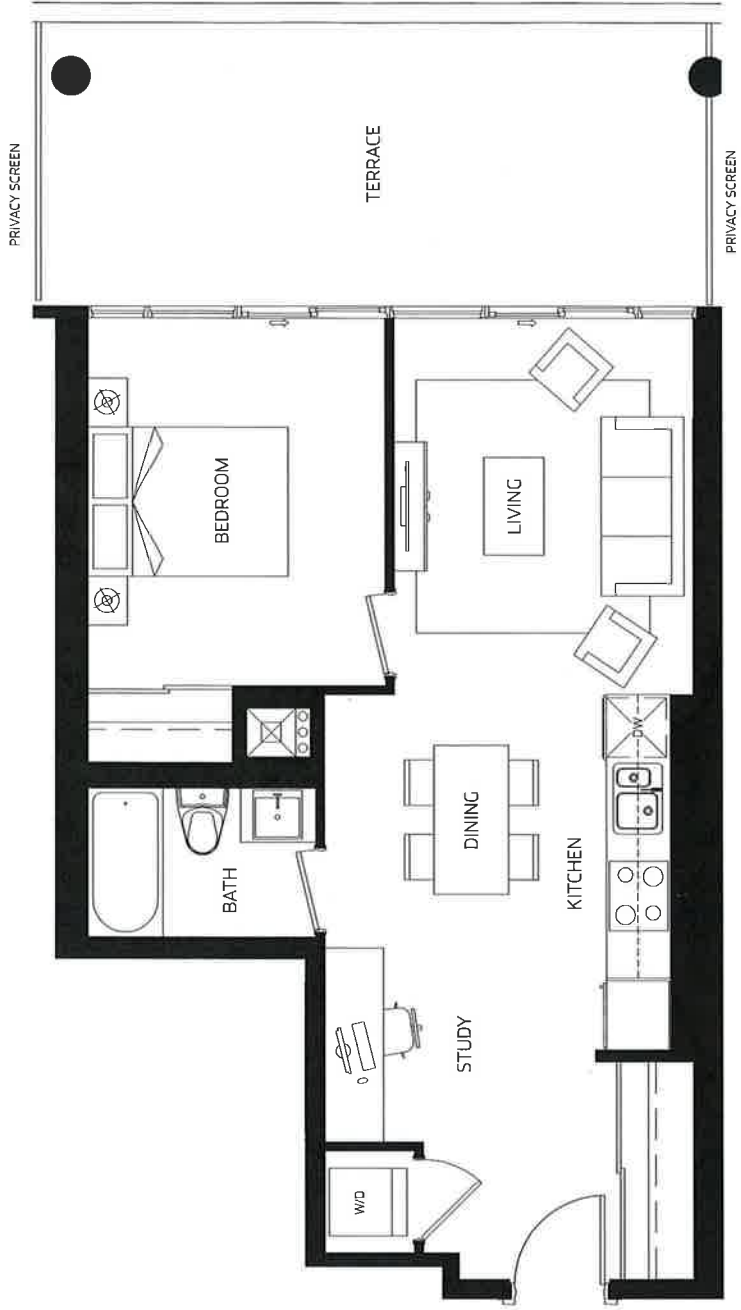 PRIVACY SCREEN
PRIVACY SCREEN
TERRACE
BEDROOM
LIVING
DW
DINING
BATH
KITCHEN
STUDY
W/D